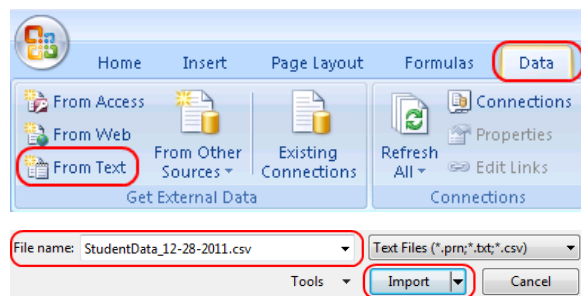 Home Insert Page Layout Formulas Data
From Access
From Web
From Text
From Other
Sources
Existing
Connections
Get External Data
Refresh
All
Connections
Properties
Edit Links
Connections
File name: StudentData_12-28-2011.csv Text Files (*.prn;*.txt;*.csv)
Tools Import Cancel